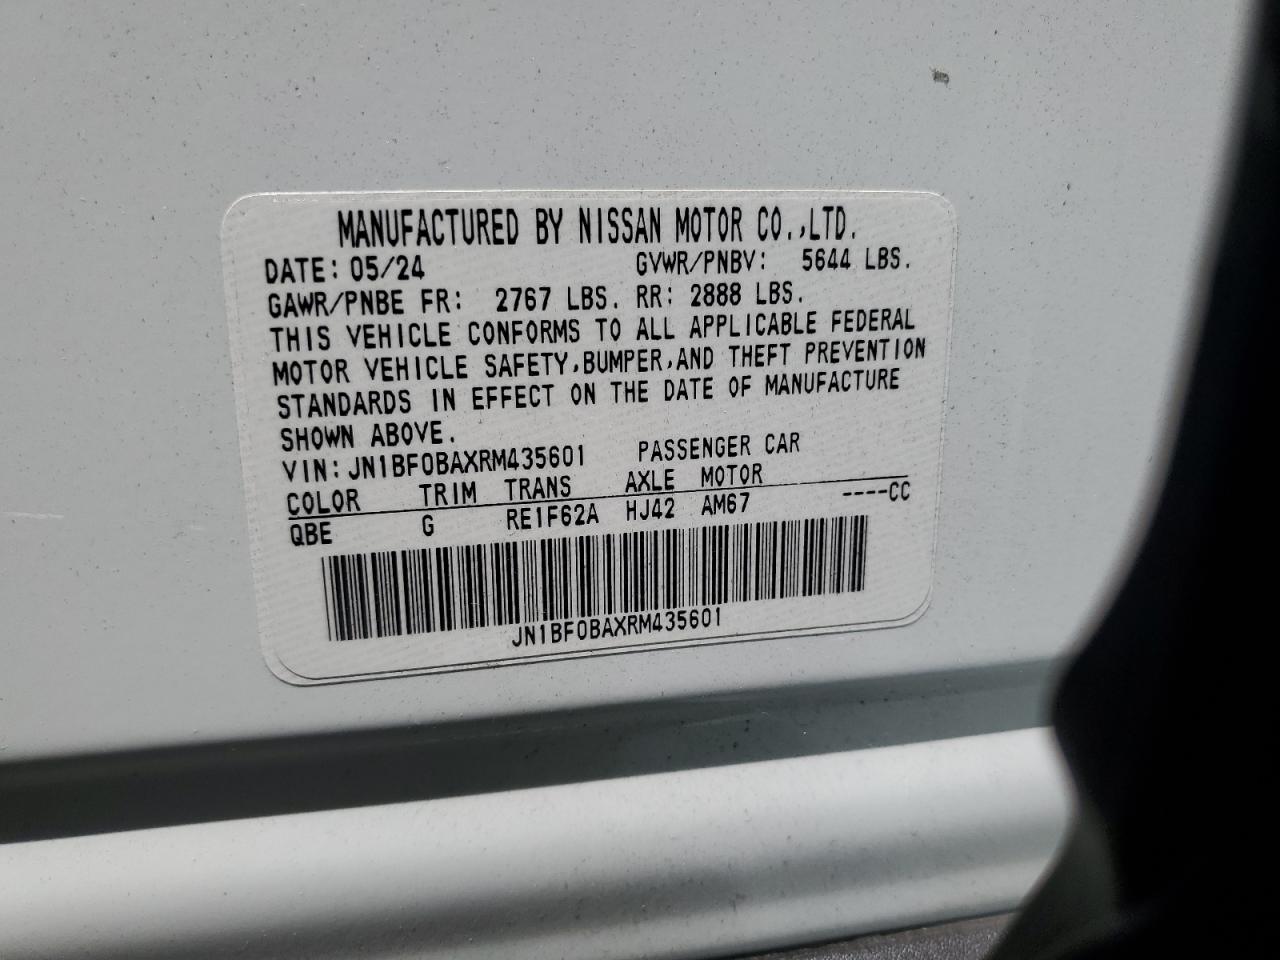 MANUFACTURED BY NISSAN MOTOR CO.,LTD.
DATE: 05/24 GVWR/PNBV: 5644 LBS.
GAWR/PNBE FR: 2767 LBS. RR: 2888 LBS.
THIS VEHICLE CONFORMS TO ALL APPLICABLE FEDERAL
MOTOR VEHICLE SAFETY,BUMPER,AND THEFT PREVENTION
STANDARDS IN EFFECT ON THE DATE OF MANUFACTURE
SHOWN ABOVE.
VIN: JN1BF0BAXRM435601 PASSENGER CAR
COLOR TRIM TRANS AXLE MOTOR
QBE G RE1F62A HJ42 AM67 ----CC
JN1BF0BAXRM435601